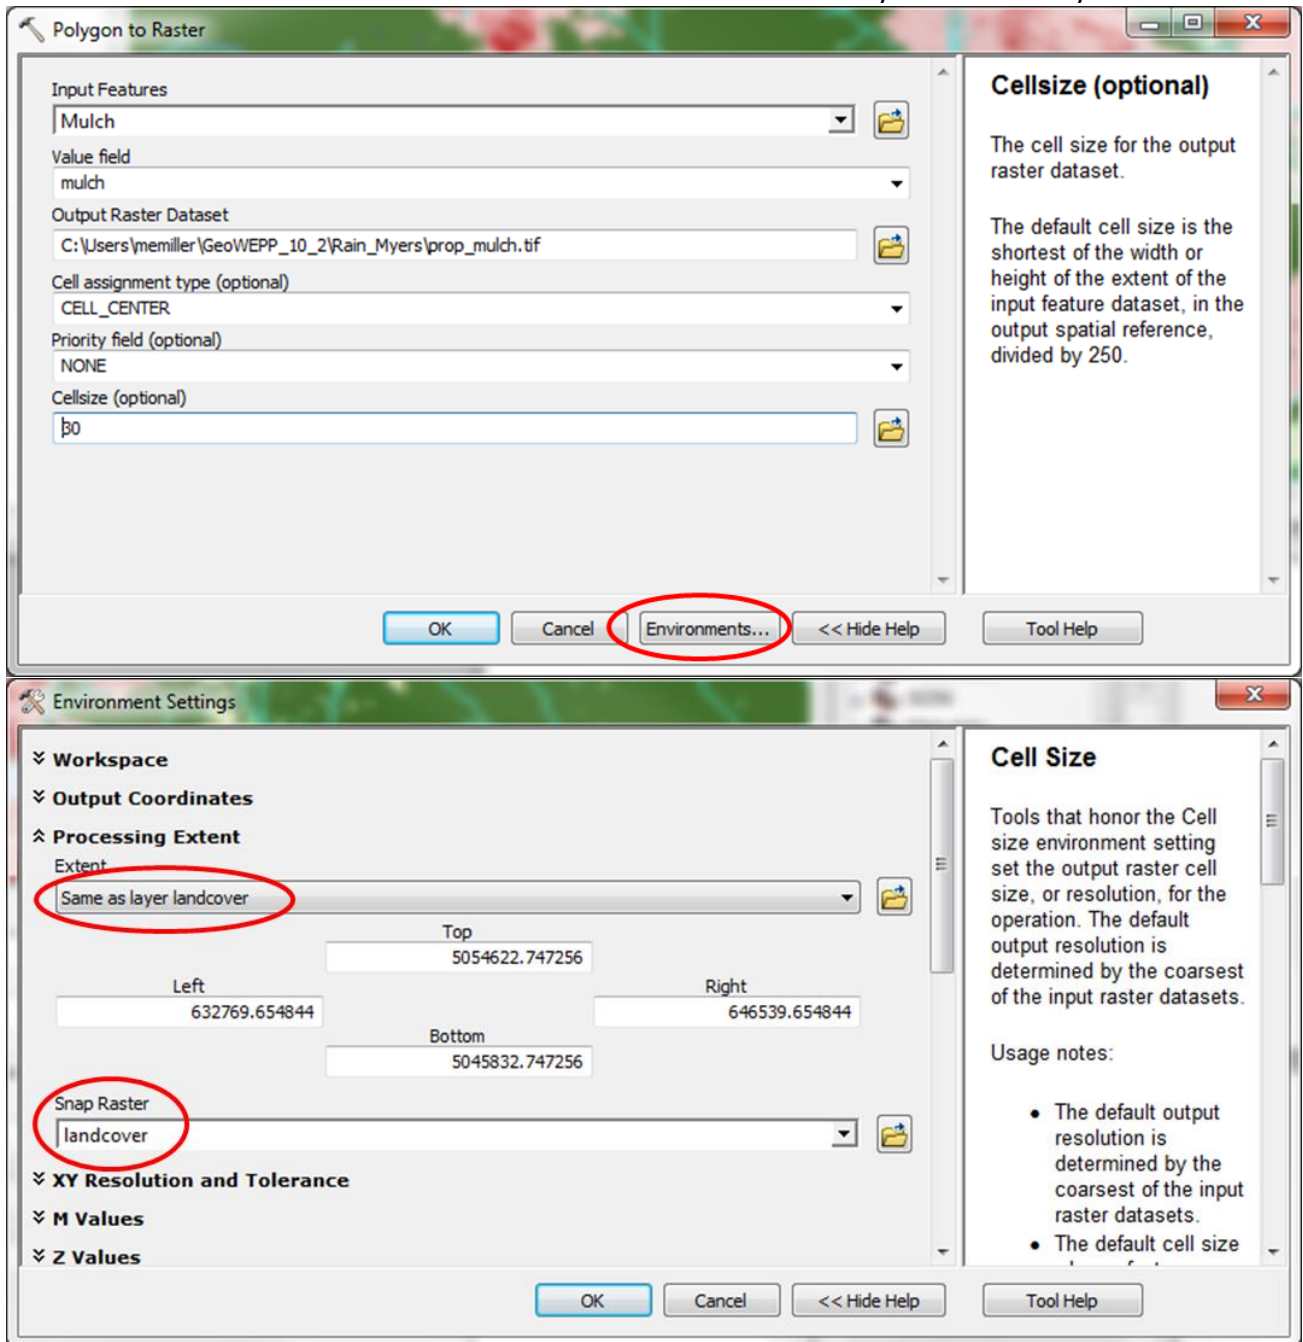 Polygon to Raster
Input Features
Mulch
Value field
mulch
Output Raster Dataset
C:\Users\memiller\GeoWEPP_10_2\Rain_Myers\prop_mulch.tif
Cell assignment type (optional)
CELL_CENTER
Priority field (optional)
NONE
Cellsize (optional)
30
OK
Cancel
Environments...
<< Hide Help
Cellsize (optional)
The cell size for the output
raster dataset.
The default cell size is the
shortest of the width or
height of the extent of the
input feature dataset, in the
output spatial reference,
divided by 250.
Tool Help
Environment Settings
Workspace
Output Coordinates
Processing Extent
Extent
Same as layer landcover
Top
5054622.747256
Left
Right
632769.654844
646539.654844
Bottom
5045832.747256
Snap Raster
landcover
XY Resolution and Tolerance
M Values
Z Values
OK
Cancel
<< Hide Help
Cell Size
Tools that honor the Cell
size environment setting
set the output raster cell
size, or resolution, for the
operation. The default
output resolution is
determined by the coarsest
of the input raster datasets.
Usage notes:
• The default output
resolution is
determined by the
coarsest of the input
raster datasets.
• The default cell size
Tool Help